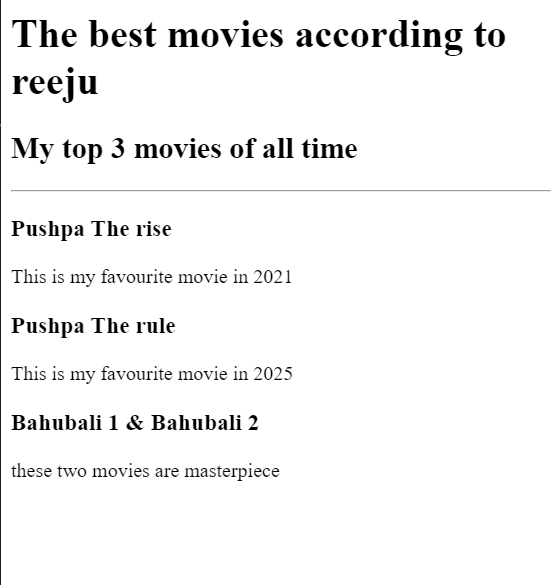 The best movies according to
reeju
My top 3 movies of all time
Pushpa The rise
This is my favourite movie in 2021
Pushpa The rule
This is my favourite movie in 2025
Bahubali 1 & Bahubali 2
these two movies are masterpiece